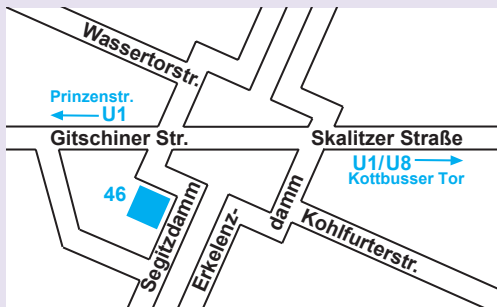 Wassertorstr.
Prinzenstr.
U1
Gitschiner Str.
Skalitzer Straße
U1/U8
Kottbusser Tor
46
Segitzdamm
Erkelenz-
damm
Kohlfurterstr.